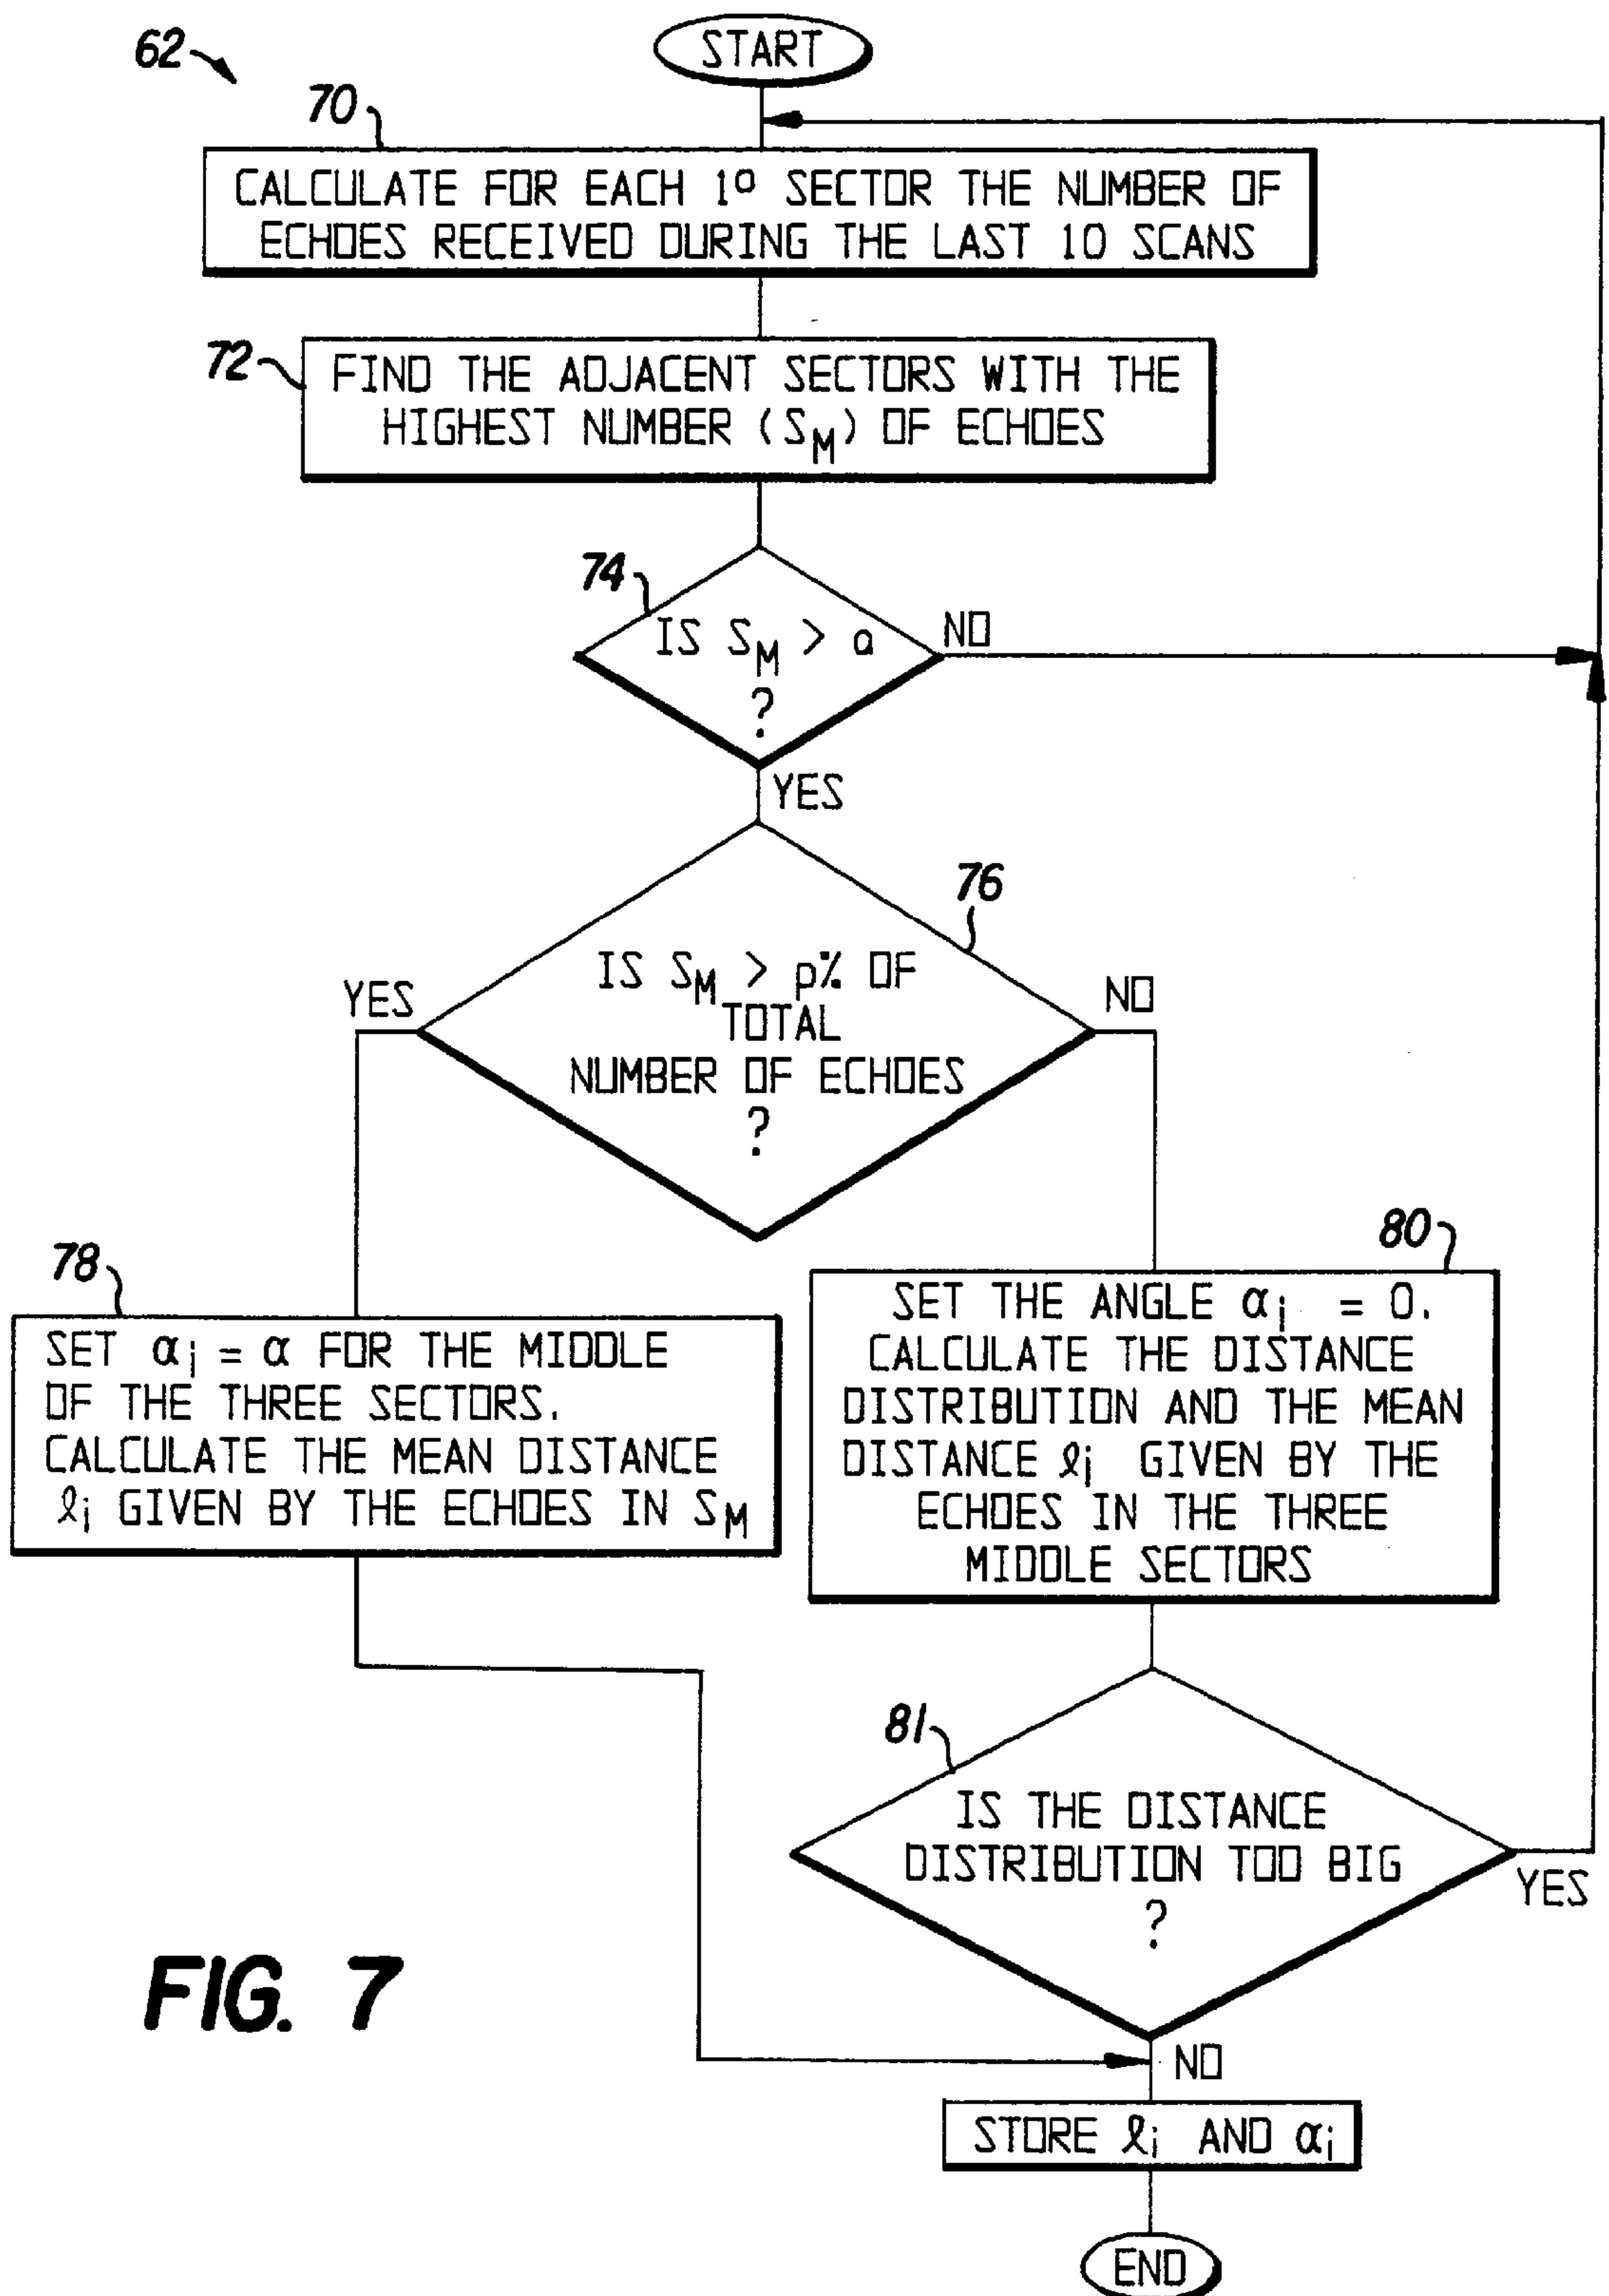 62
START
70
CALCULATE FOR EACH 1º SECTOR THE NUMBER OF
ECHOES RECEIVED DURING THE LAST 10 SCANS
72
FIND THE ADJACENT SECTORS WITH THE
HIGHEST NUMBER (S_M) OF ECHOES
74
IS S_M > a
?
NO
YES
76
IS S_M > p% OF
TOTAL
NUMBER OF ECHOES
?
YES
NO
78
SET α_i = α FOR THE MIDDLE
OF THE THREE SECTORS.
CALCULATE THE MEAN DISTANCE
ℓ_i GIVEN BY THE ECHOES IN S_M
80
SET THE ANGLE α_i = 0.
CALCULATE THE DISTANCE
DISTRIBUTION AND THE MEAN
DISTANCE ℓ_i GIVEN BY THE
ECHOES IN THE THREE
MIDDLE SECTORS
81
IS THE DISTANCE
DISTRIBUTION TOO BIG
?
YES
NO
STORE ℓ_i AND α_i
END
FIG. 7